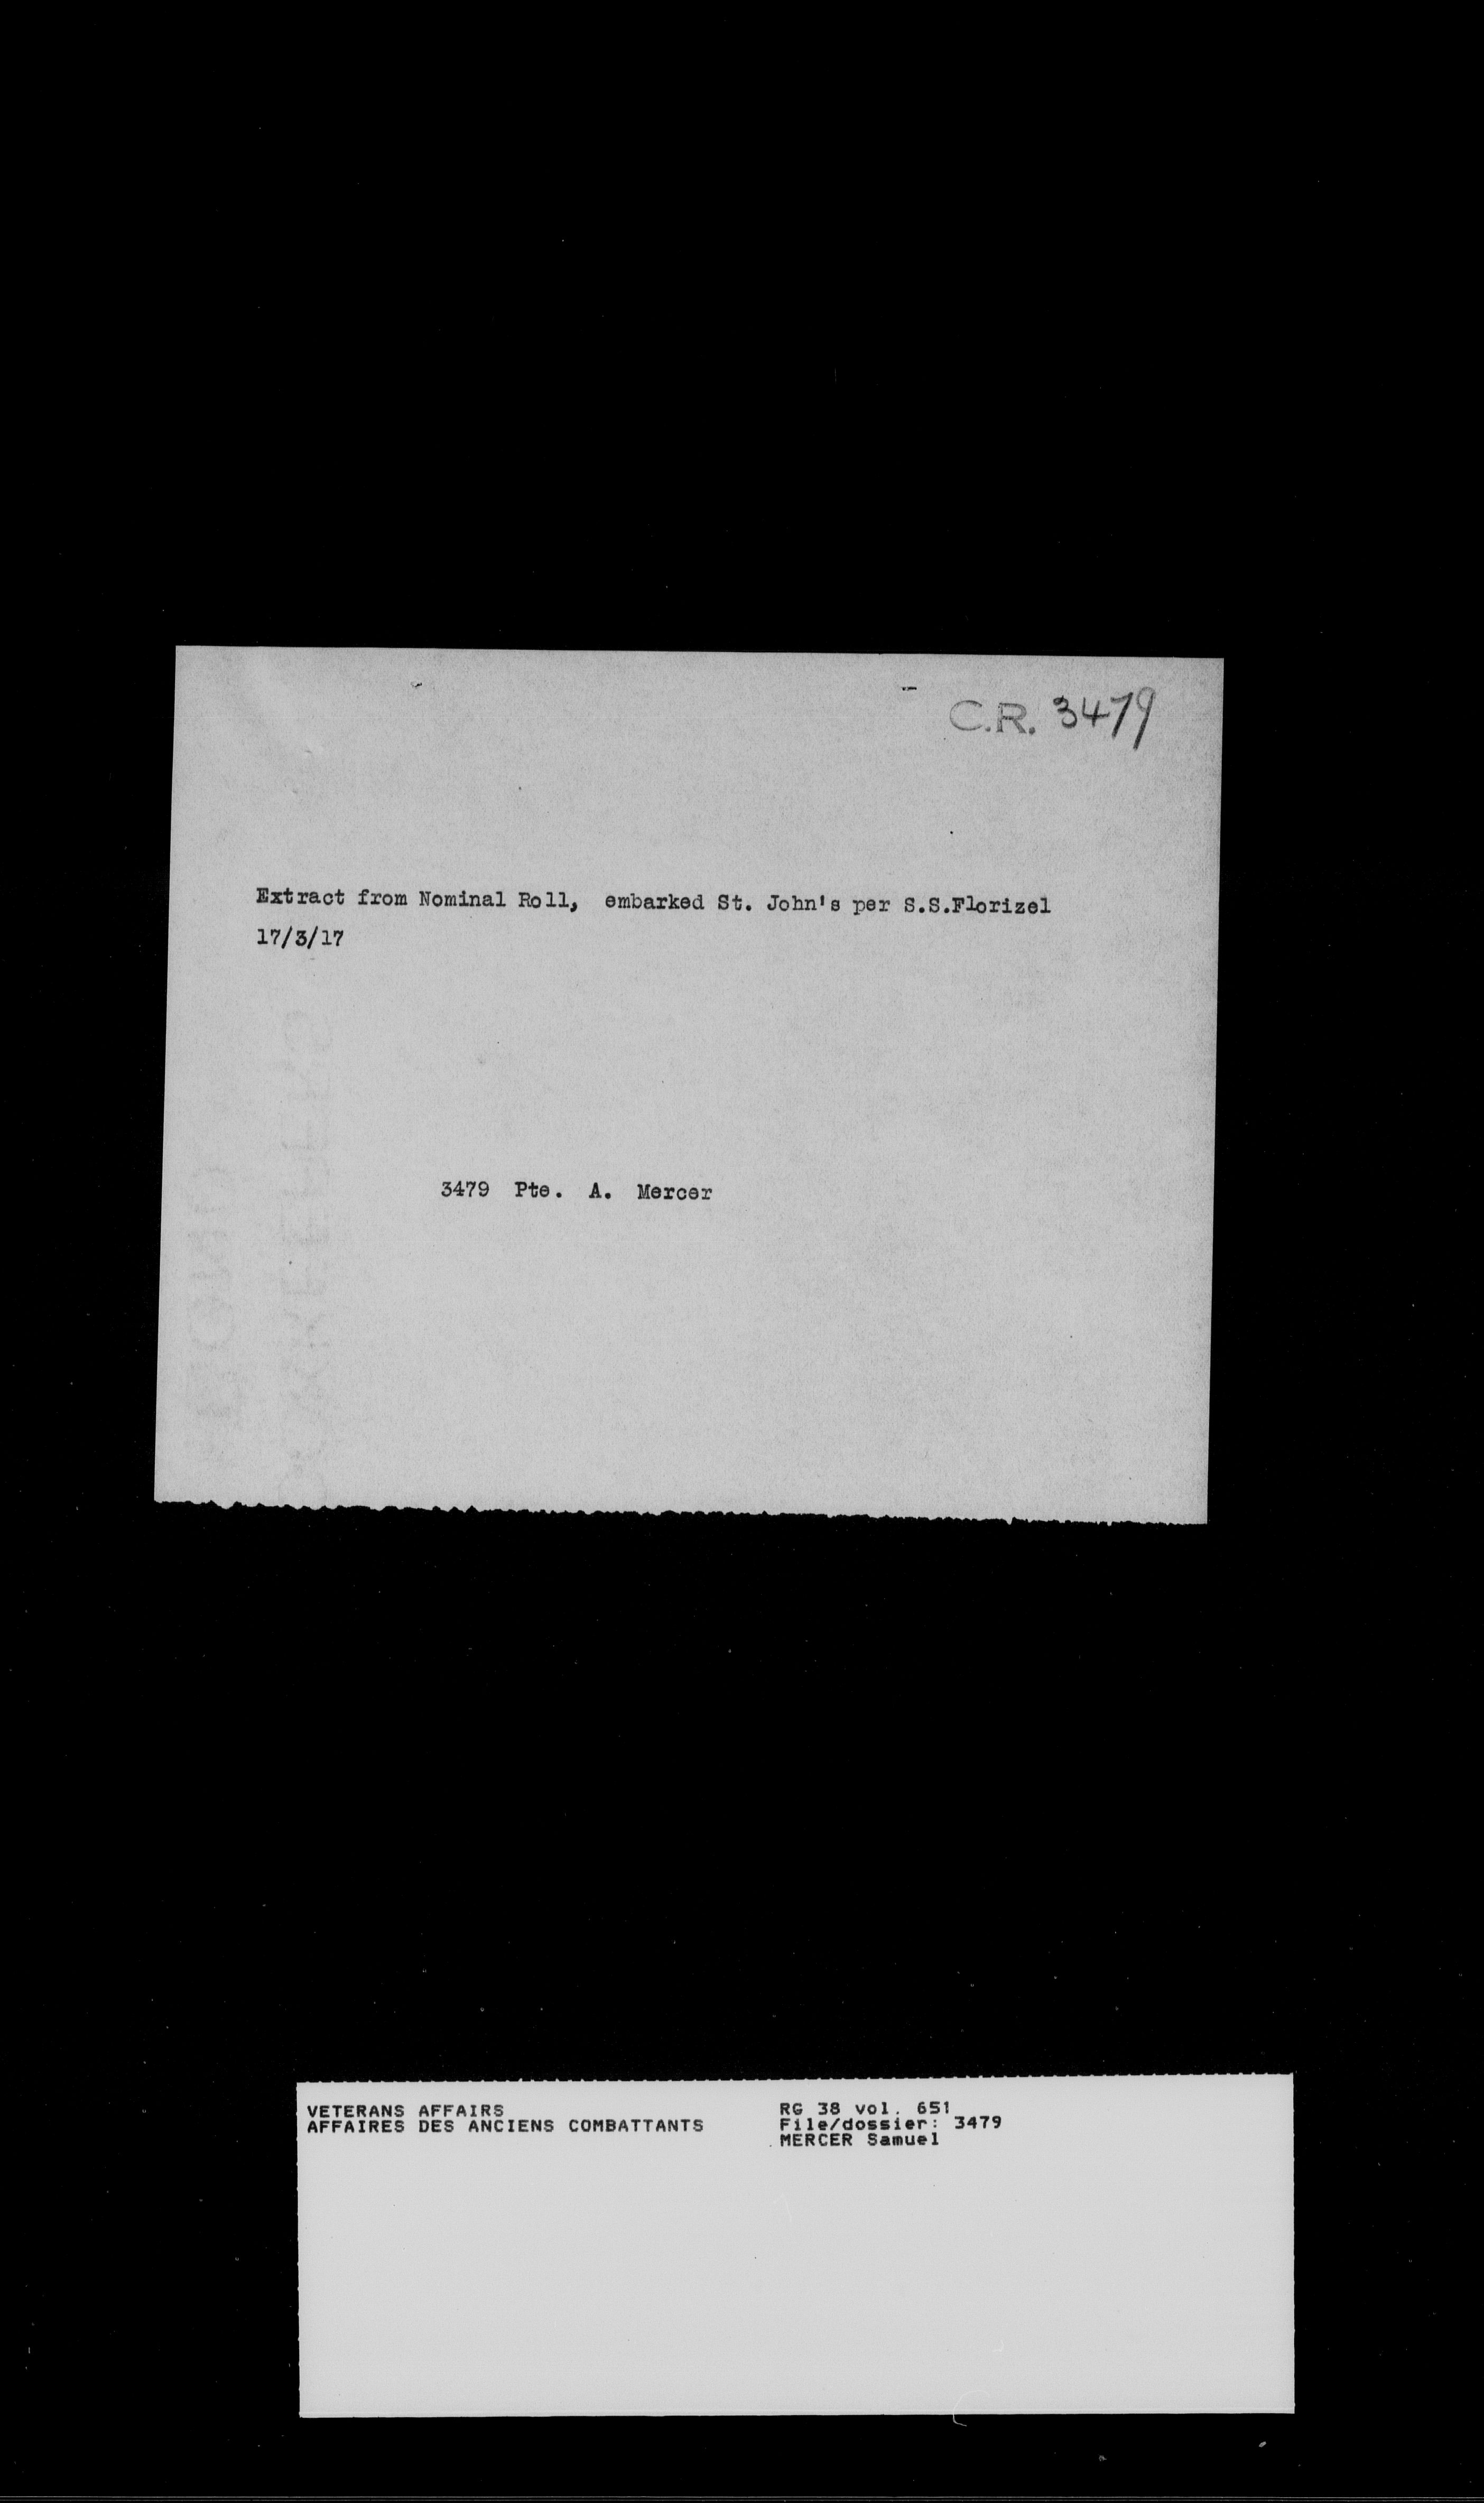 C.R. 3479
Extract from Nominal Roll, embarked St. John's per S.S.Florizel
17/3/17
3479 Pte. A. Mercer
VETERANS AFFAIRS
AFFAIRES DES ANCIENS COMBATTANTS
RG 38 vol. 651
File/dossier: 3479
MERCER Samuel